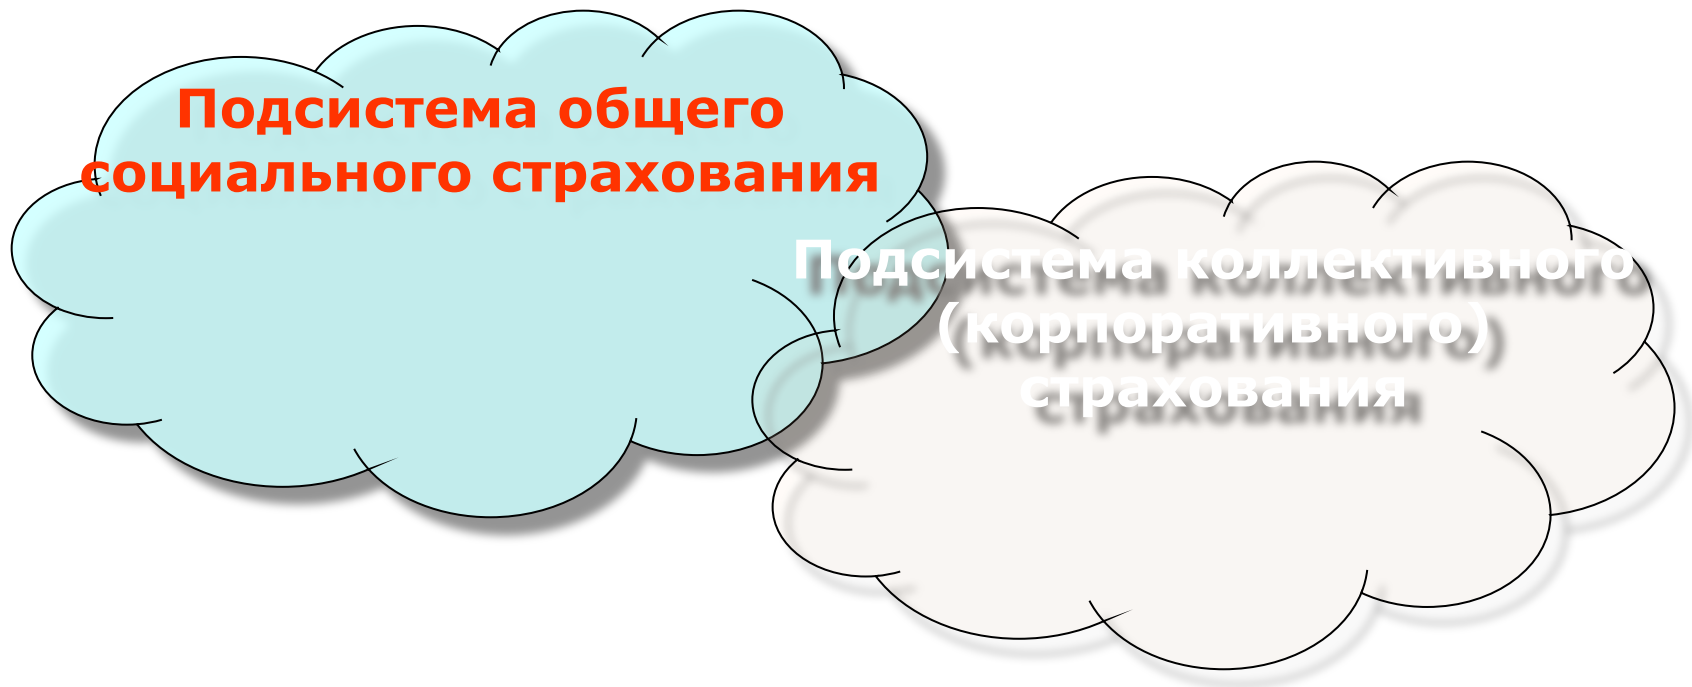 Подсистема общего
социального страхования
Подсистема коллективного
(корпоративного)
страхования